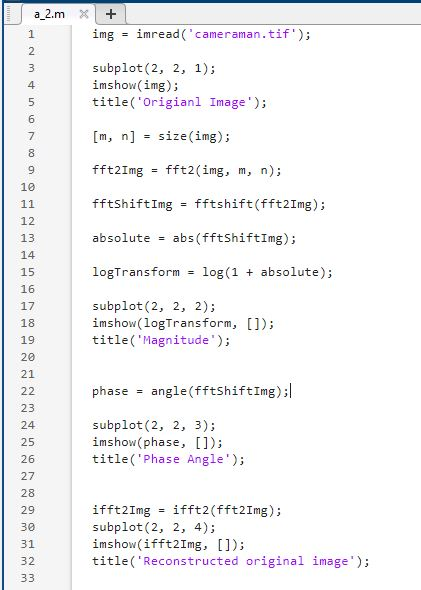 a_2.m × +
1 img = imread('cameraman.tif');
2
3 subplot(2, 2, 1);
4 imshow(img);
5 title('Origianl Image');
6
7 [m, n] = size(img);
8
9 fft2Img = fft2(img, m, n);
10
11 fftShiftImg = fftshift(fft2Img);
12
13 absolute = abs(fftShiftImg);
14
15 logTransform = log(1 + absolute);
16
17 subplot(2, 2, 2);
18 imshow(logTransform, []);
19 title('Magnitude');
20
21
22 phase = angle(fftShiftImg);
23
24 subplot(2, 2, 3);
25 imshow(phase, []);
26 title('Phase Angle');
27
28
29 ifft2Img = ifft2(fft2Img);
30 subplot(2, 2, 4);
31 imshow(ifft2Img, []);
32 title('Reconstructed original image');
33